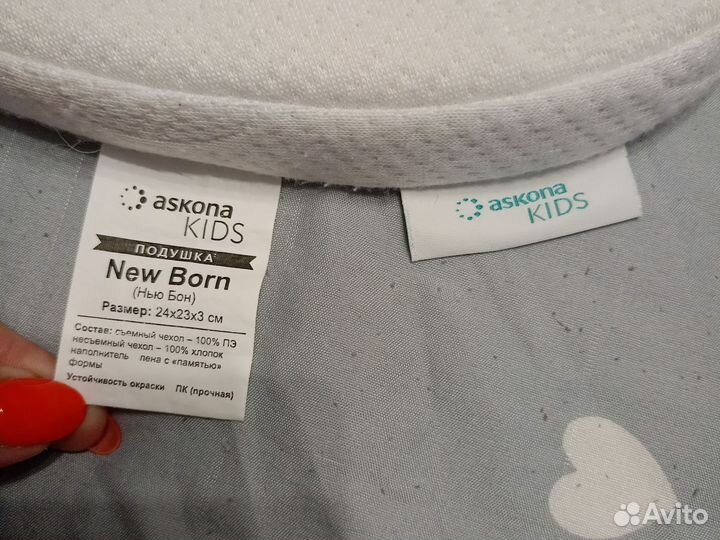 askona
KIDS
ПОДУШКА
New Born
(Нью Бон)
Размер: 24х23х3 см
Состав: съемный чехол – 100% ПЭ
несъемный чехол – 100% хлопок
наполнитель пена с «памятью»
формы
Устойчивость окраски ПК (прочная)
askona
KIDS
Avito